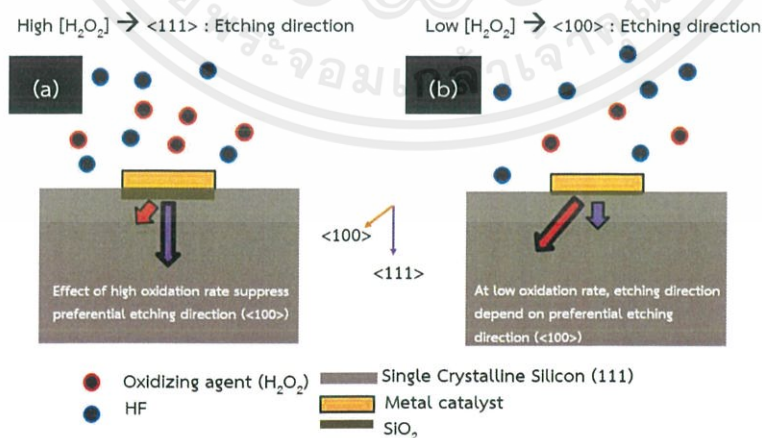 High [H₂O₂] → <111> : Etching direction
Low [H₂O₂] → <100> : Etching direction
(a)
(b)
<100>
<111>
Effect of high oxidation rate suppress
preferential etching direction (<100>)
At low oxidation rate, etching direction
depend on preferential etching
direction (<100>)
Oxidizing agent (H₂O₂)
HF
Single Crystalline Silicon (111)
Metal catalyst
SiO₂